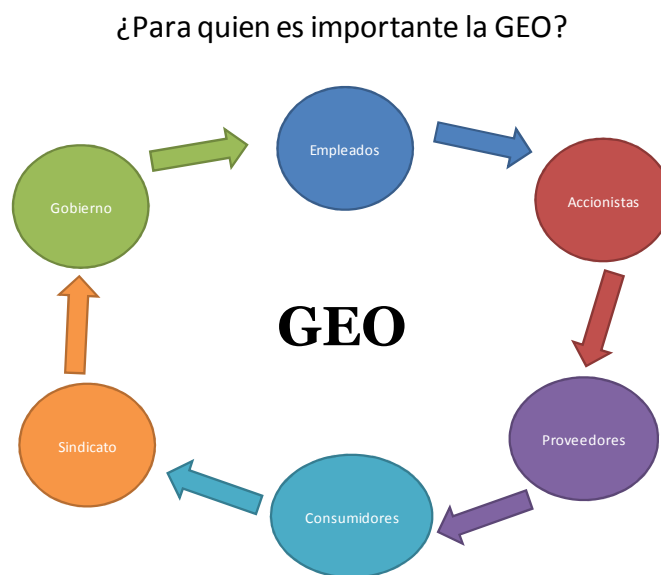 ¿Para quien es importante la GEO?
Empleados
Accionistas
Proveedores
Consumidores
Sindicato
Gobierno
GEO